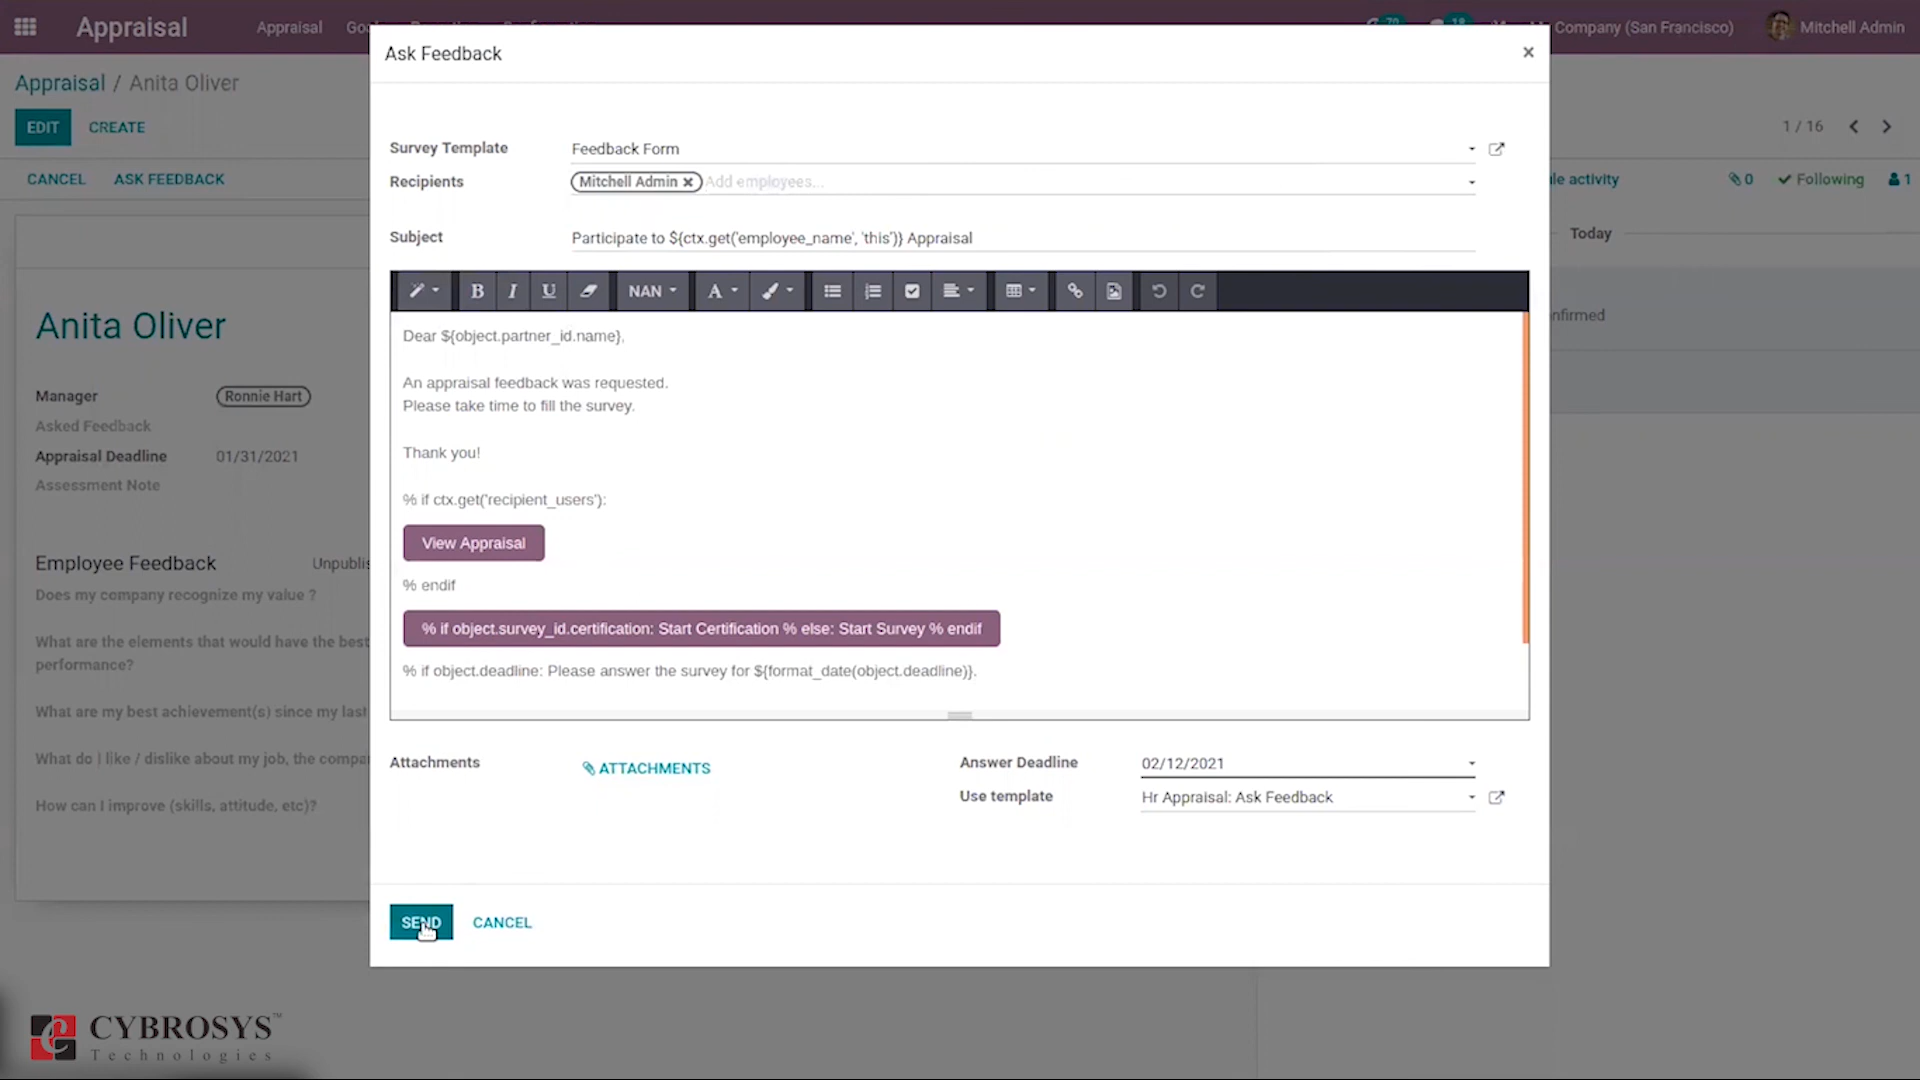 Appraisal
Appraisal
Company (San Francisco)
Mitchell Admin
Appraisal / Anita Oliver
EDIT
CREATE
1 / 16
CANCEL
ASK FEEDBACK
activity
0
Following
1
Today
Anita Oliver
Manager
Ronnie Hart
Asked Feedback
Appraisal Deadline
01/31/2021
Assessment Note
Employee Feedback
Does my company recognize my value ?
What are the elements that would have the best
performance?
What are my best achievement(s) since my last
What do I like / dislike about my job, the
How can I improve (skills, attitude, etc)?
Ask Feedback
×
Survey Template
Feedback Form
Recipients
Mitchell Admin ×
Add employees...
Subject
Participate to ${ctx.get('employee_name', 'this')} Appraisal
B I U
NAN
A
Dear ${object.partner_id.name},
An appraisal feedback was requested.
Please take time to fill the survey.
Thank you!
% if ctx.get('recipient_users'):
View Appraisal
% endif
% if object.survey_id.certification: Start Certification % else: Start Survey % endif
% if object.deadline: Please answer the survey for ${format_date(object.deadline)}.
Attachments
ATTACHMENTS
Answer Deadline
02/12/2021
Use template
Hr Appraisal: Ask Feedback
SEND
CANCEL
CYBROSYS™
Technologies